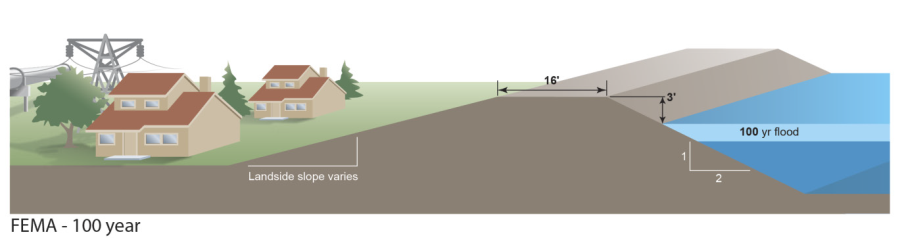 16'
3'
100 yr flood
1
2
Landside slope varies
FEMA - 100 year